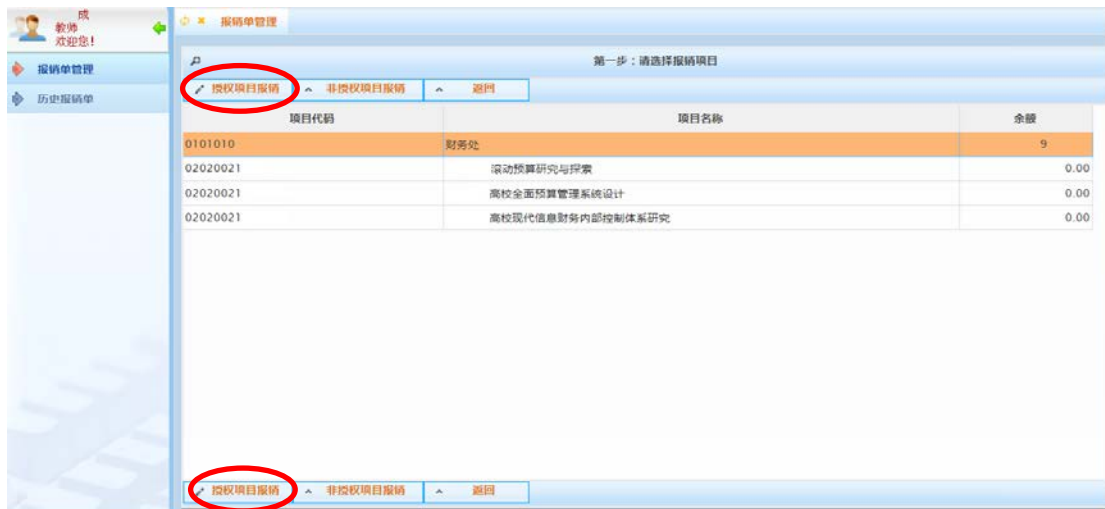 成
教师
欢迎您!
报销单管理
历史报销单
报销单管理
第一步：请选择报销项目
授权项目报销 非授权项目报销 返回
项目代码 项目名称 余额
0101010 财务处 9
02020021 滚动预算研究与探索 0.00
02020021 高校全面预算管理系统设计 0.00
02020021 高校现代信息财务内部控制体系研究 0.00
授权项目报销 非授权项目报销 返回